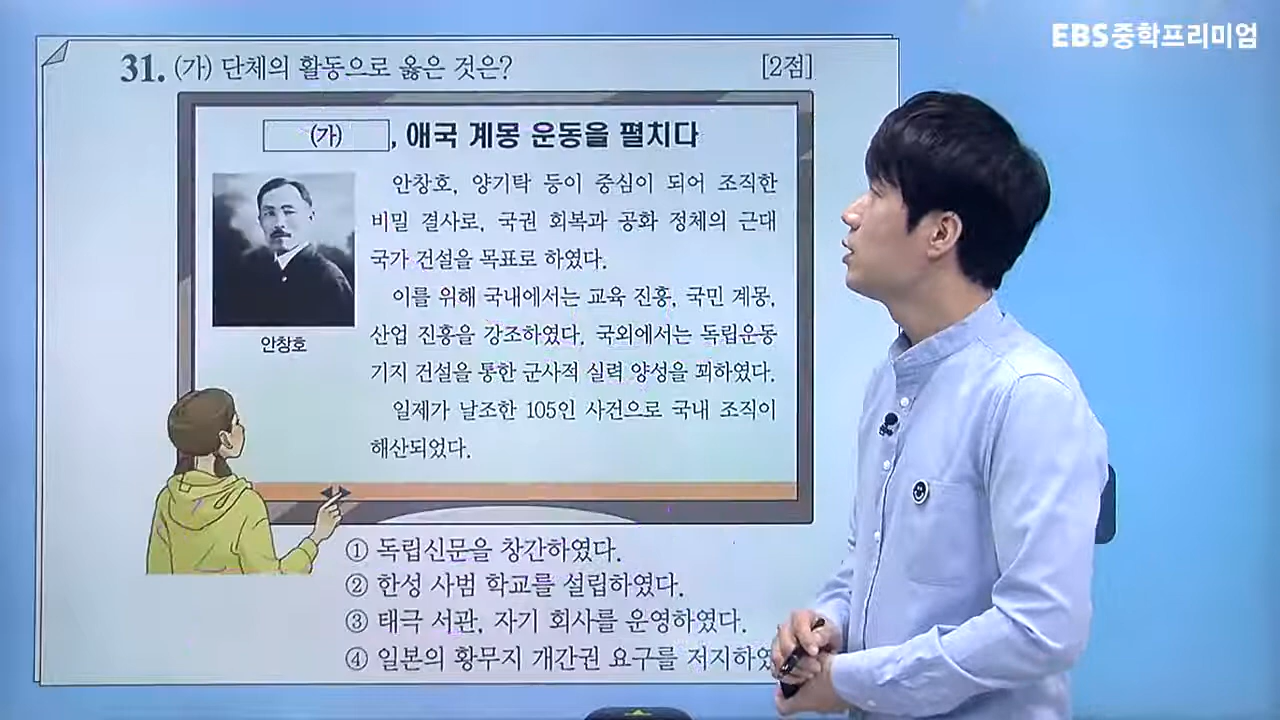 EBS중학프리미엄
31. (가) 단체의 활동으로 옳은 것은? [2점]
(가) , 애국 계몽 운동을 펼치다
안창호, 양기탁 등이 중심이 되어 조직한
비밀 결사로, 국권 회복과 공화 정체의 근대
국가 건설을 목표로 하였다.
이를 위해 국내에서는 교육 진흥, 국민 계몽,
산업 진흥을 강조하였다. 국외에서는 독립운동
기지 건설을 통한 군사적 실력 양성을 꾀하였다.
일제가 날조한 105인 사건으로 국내 조직이
해산되었다.
안창호
① 독립신문을 창간하였다.
② 한성 사범 학교를 설립하였다.
③ 태극 서관, 자기 회사를 운영하였다.
④ 일본의 황무지 개간권 요구를 저지하였